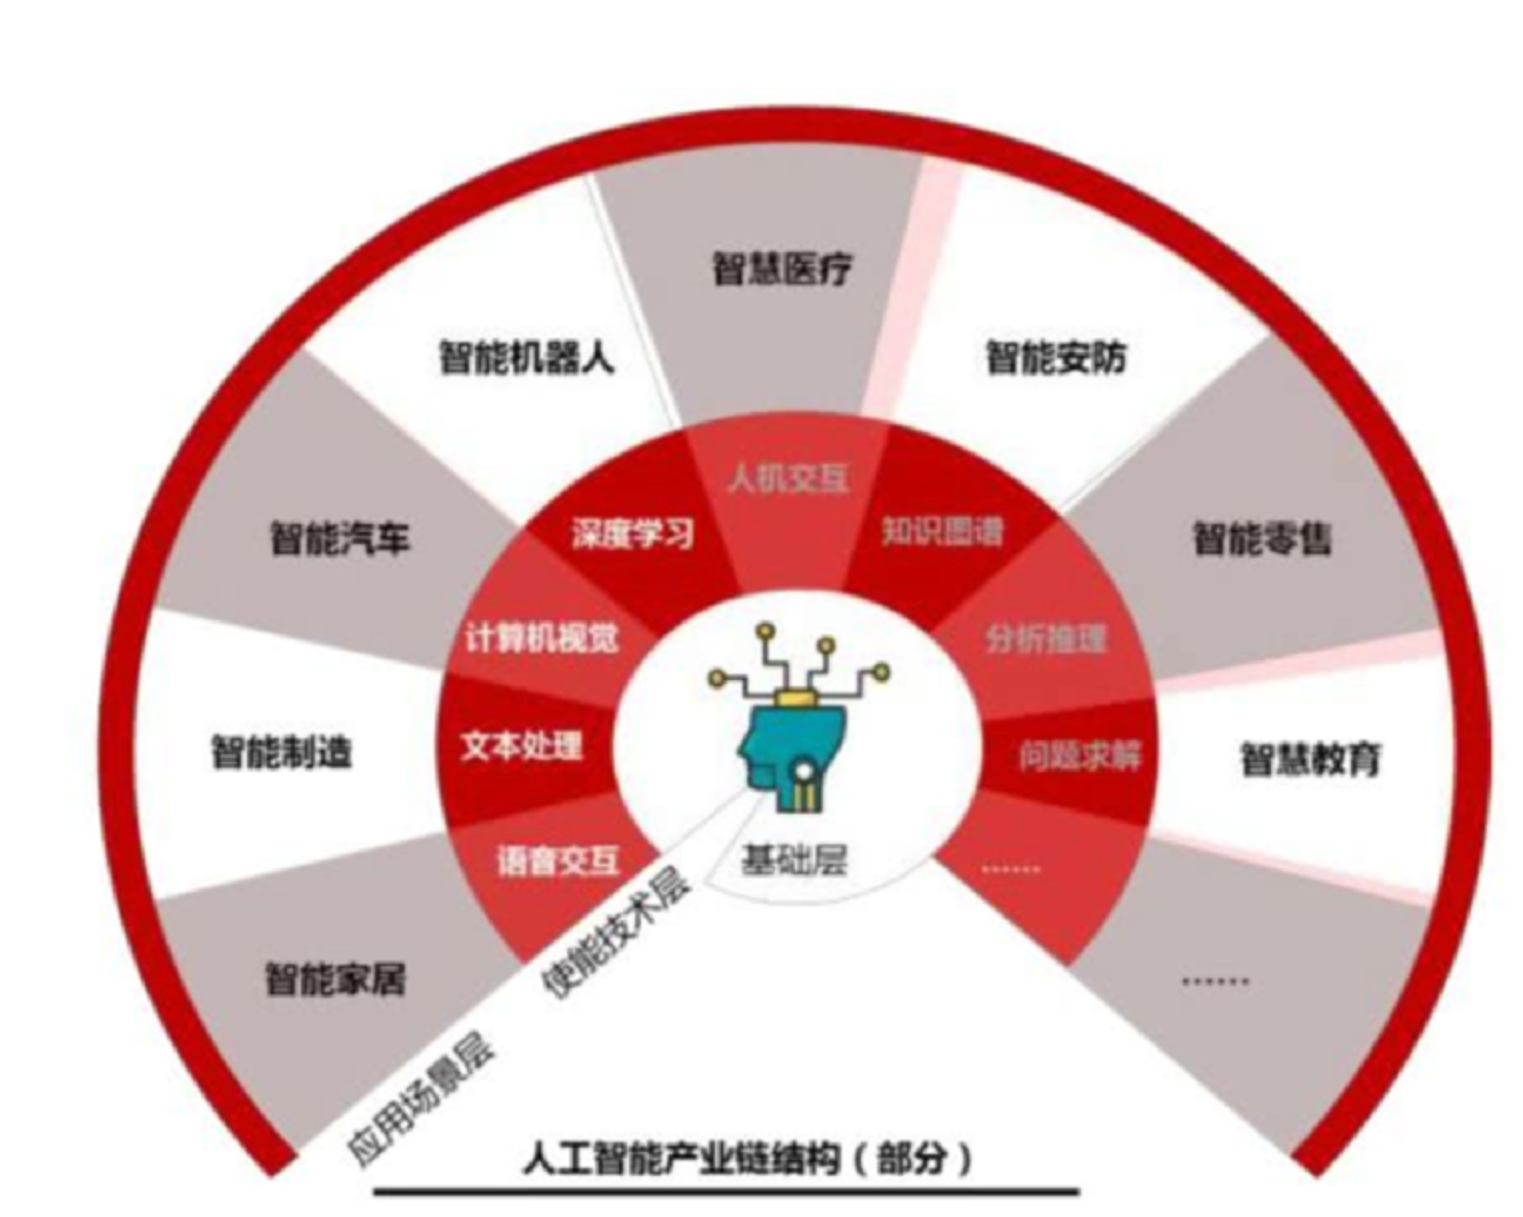 智慧医疗
智能机器人
智能安防
人机交互
深度学习
知识图谱
智能汽车
智能零售
计算机视觉
分析推理
智能制造
文本处理
问题求解
智慧教育
语音交互
基础层
......
使能技术层
智能家居
......
应用场景层
人工智能产业链结构（部分）